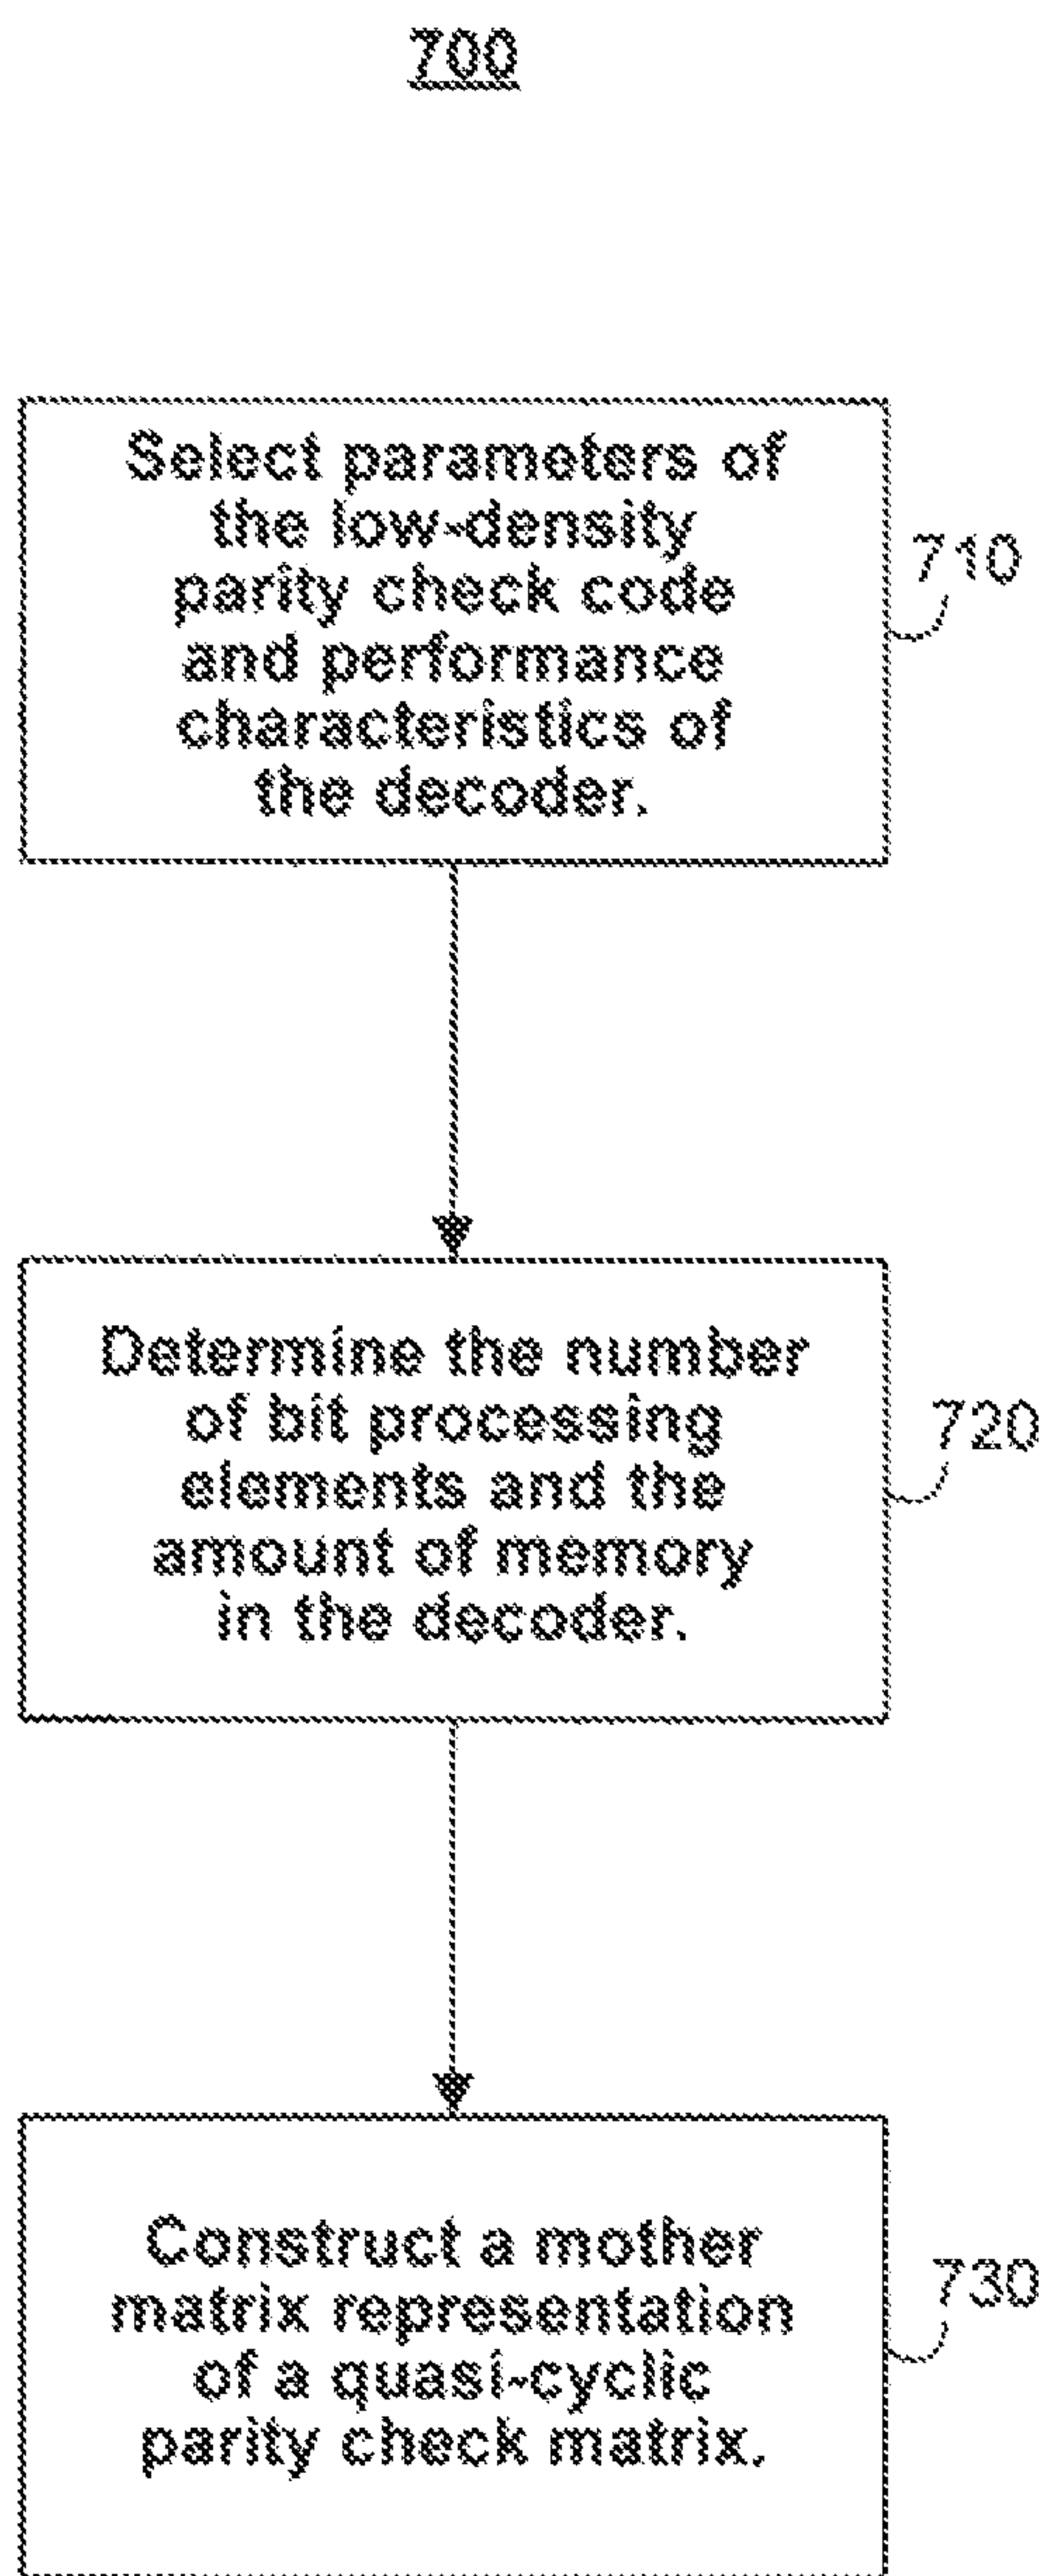 700
Select parameters of
the low-density
parity check code
and performance
characteristics of
the decoder.
710
Determine the number
of bit processing
elements and the
amount of memory
in the decoder.
720
Construct a mother
matrix representation
of a quasi-cyclic
parity check matrix.
730